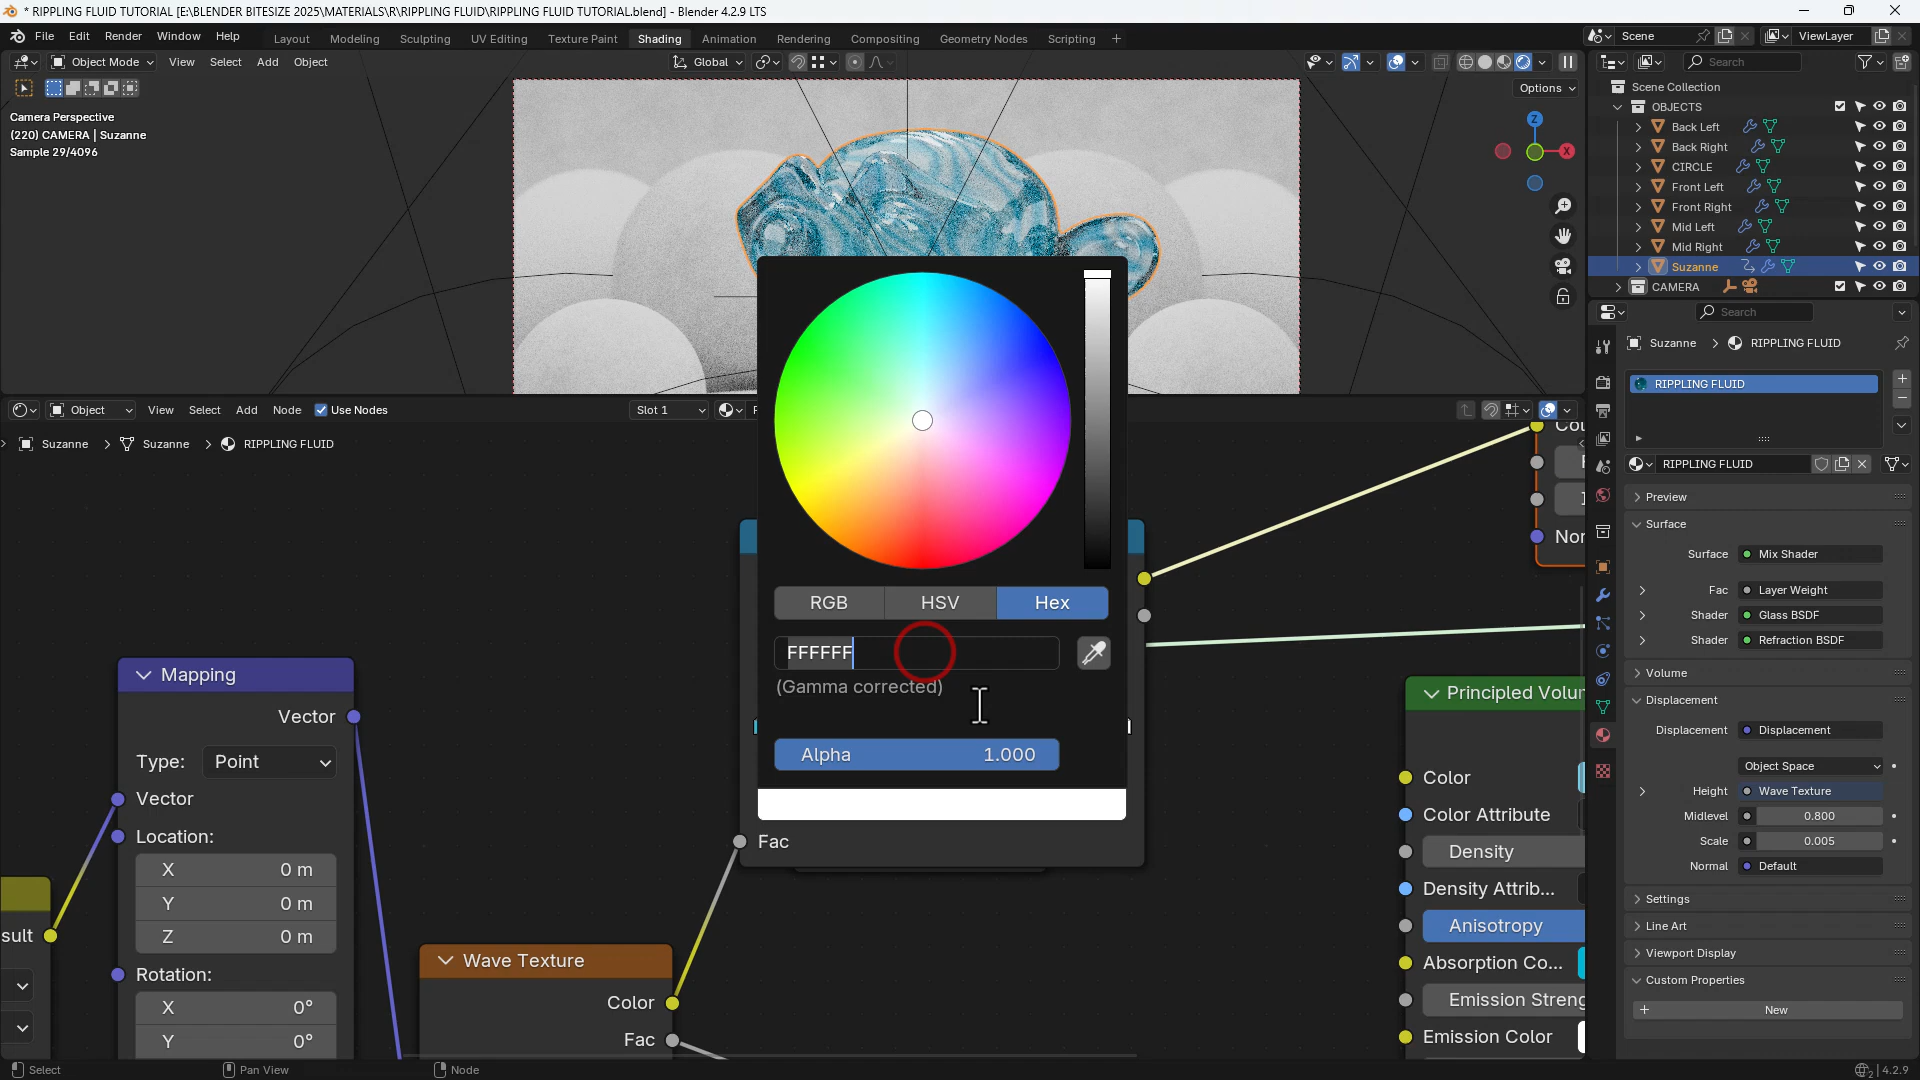 * RIPPLING FLUID TUTORIAL [E:\BLENDER BITESIZE 2025\MATERIALS\R\RIPPLING FLUID\RIPPLING FLUID TUTORIAL.blend] - Blender 4.2.9 LTS
File Edit Render Window Help Layout Modeling Sculpting UV Editing Texture Paint Shading Animation Rendering Compositing Geometry Nodes Scripting + Scene ViewLayer
Object Mode View Select Add Object Global Search
Options
Camera Perspective
(220) CAMERA | Suzanne
Sample 29/4096
Z
X
Scene Collection
OBJECTS
Back Left
Back Right
CIRCLE
Front Left
Front Right
Mid Left
Mid Right
Suzanne
CAMERA
Search
Suzanne > RIPPLING FLUID
RIPPLING FLUID
RIPPLING FLUID
Preview
Surface
Surface Mix Shader
Fac Layer Weight
Shader Glass BSDF
Shader Refraction BSDF
Volume
Displacement
Displacement Displacement
Object Space
Height Wave Texture
Midlevel 0.800
Scale 0.005
Normal Default
Settings
Line Art
Viewport Display
Custom Properties
+ New
Object View Select Add Node Use Nodes Slot 1
Suzanne > Suzanne > RIPPLING FLUID
RGB HSV Hex
FFFFFF
(Gamma corrected)
Alpha 1.000
Fac
Mapping
Vector
Type: Point
Vector
Location:
X 0 m
Y 0 m
Z 0 m
Rotation:
X 0°
Y 0°
sult
Wave Texture
Color
Fac
Col
Nor
Principled Volum
Color
Color Attribute
Density
Density Attrib...
Anisotropy
Absorption Co...
Emission Streng
Emission Color
Select Pan View Node 4.2.9